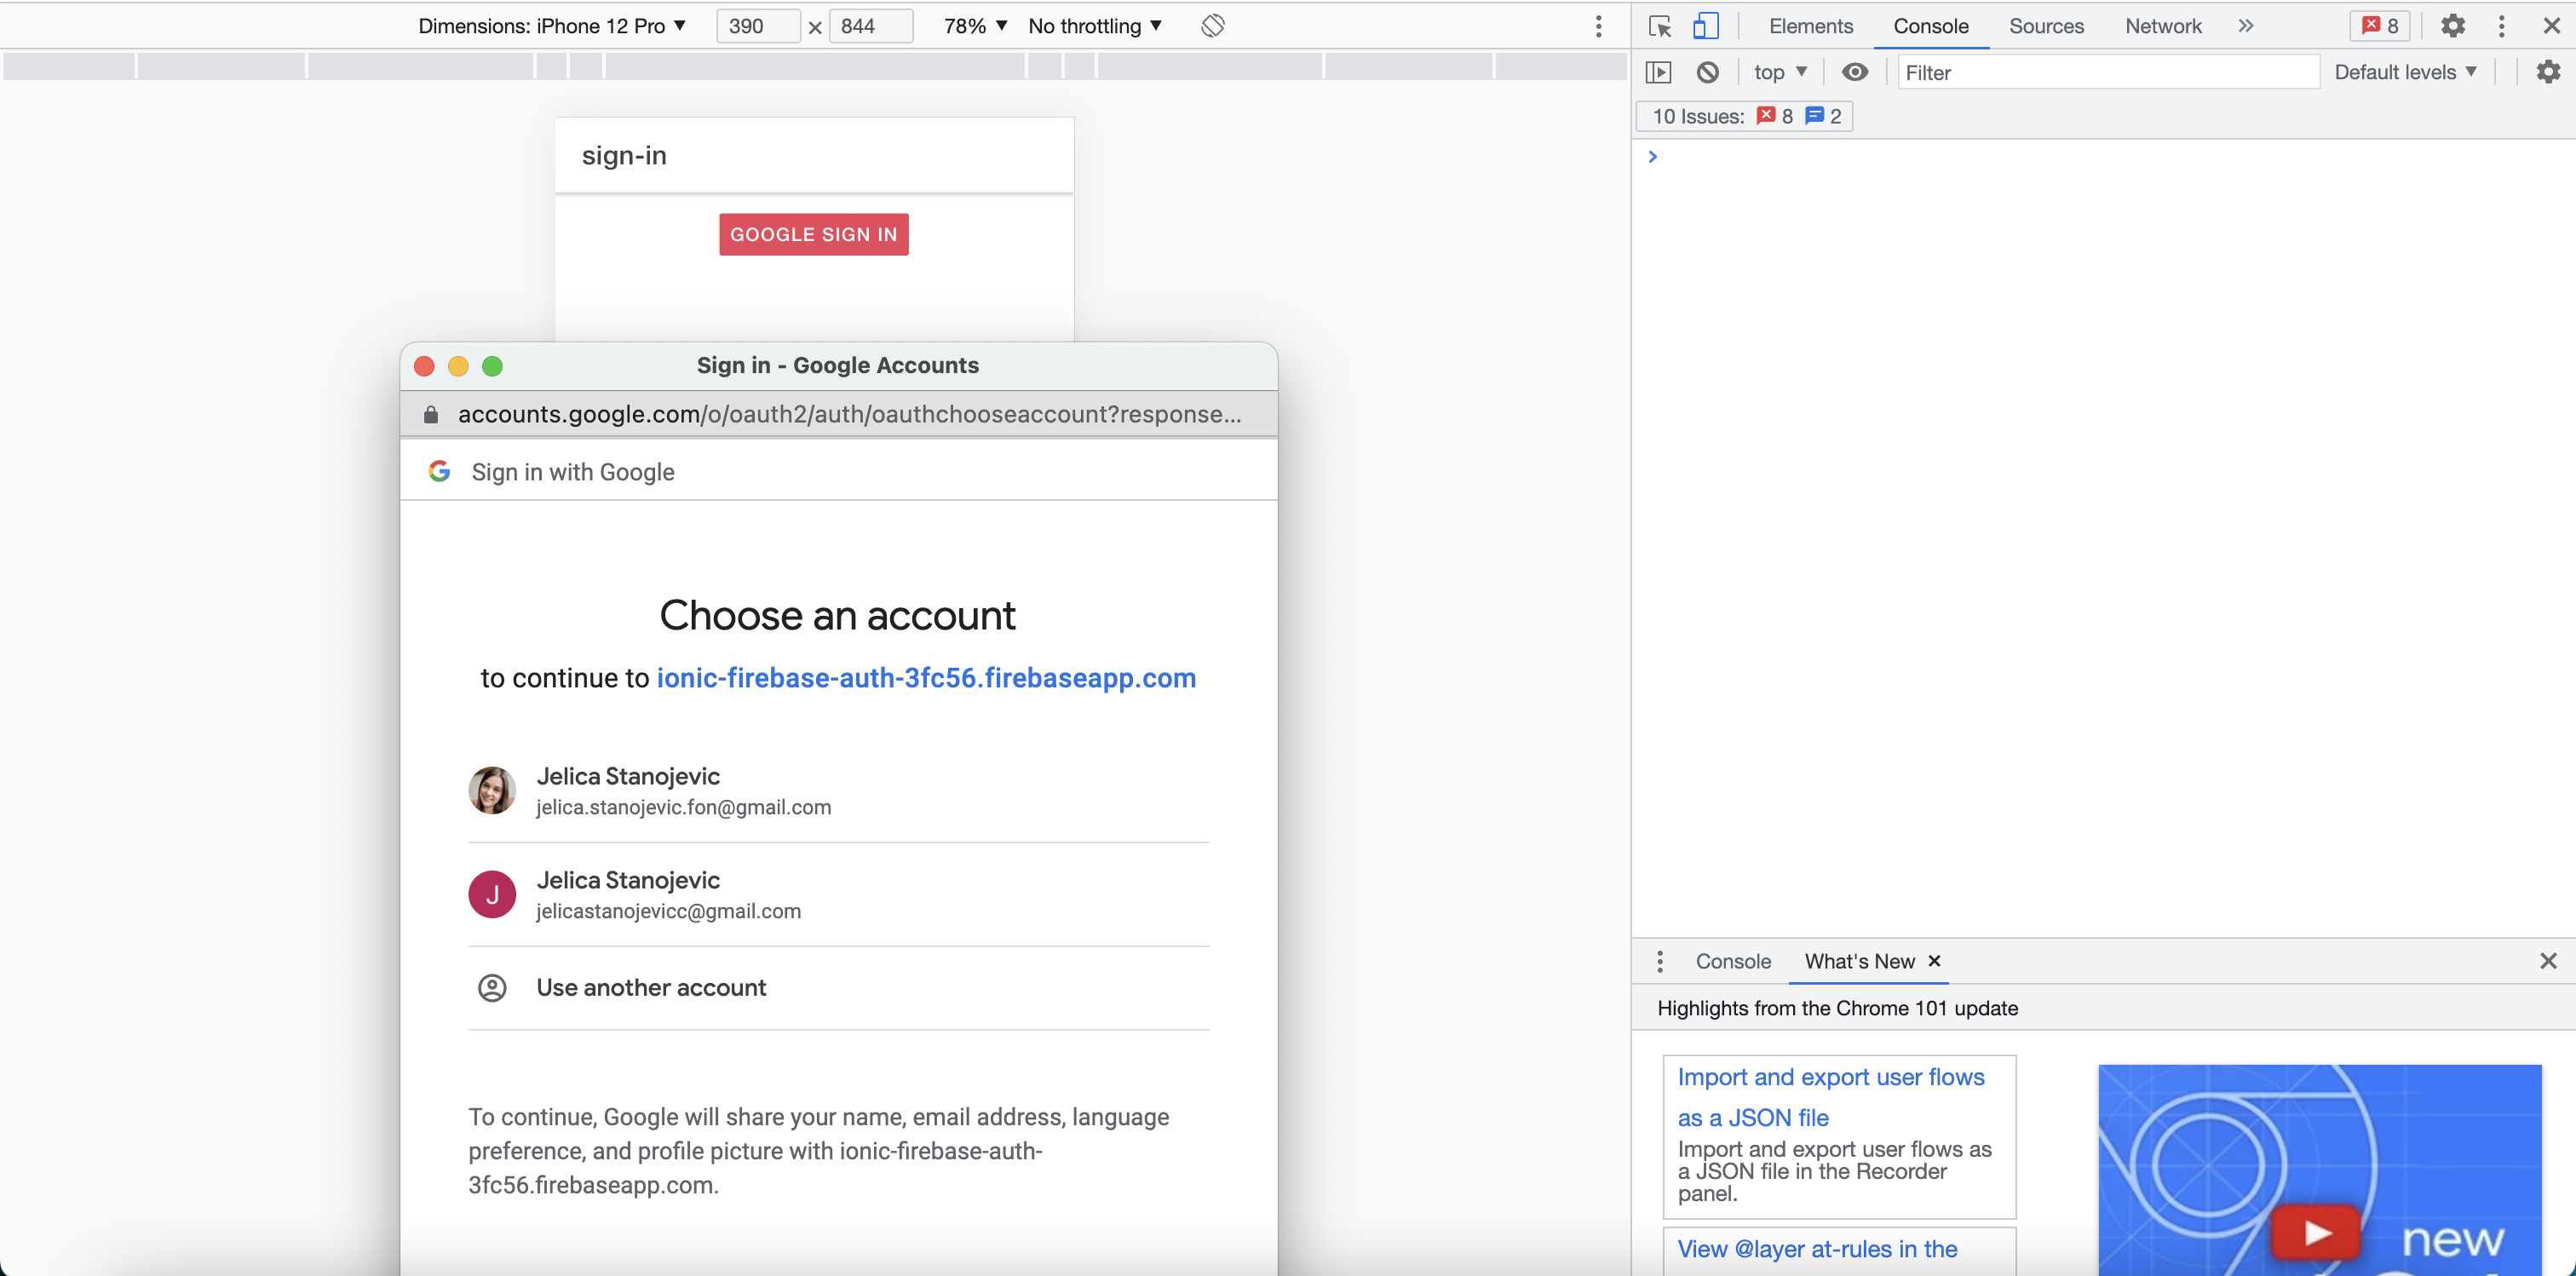 Dimensions: iPhone 12 Pro ▼ 390 × 844 78% ▼ No throttling ▼
Elements Console Sources Network » 8
top ▼ Filter Default levels ▼
10 Issues: 8 2
sign-in
GOOGLE SIGN IN
Sign in - Google Accounts
accounts.google.com/o/oauth2/auth/oauthchooseaccount?response...
Sign in with Google
Choose an account
to continue to ionic-firebase-auth-3fc56.firebaseapp.com
Jelica Stanojevic
jelica.stanojevic.fon@gmail.com
J
Jelica Stanojevic
jelicastanojevicc@gmail.com
Use another account
To continue, Google will share your name, email address, language
preference, and profile picture with ionic-firebase-auth-
3fc56.firebaseapp.com.
Console What's New ×
Highlights from the Chrome 101 update
Import and export user flows
as a JSON file
Import and export user flows as
a JSON file in the Recorder
panel.
View @layer at-rules in the
new